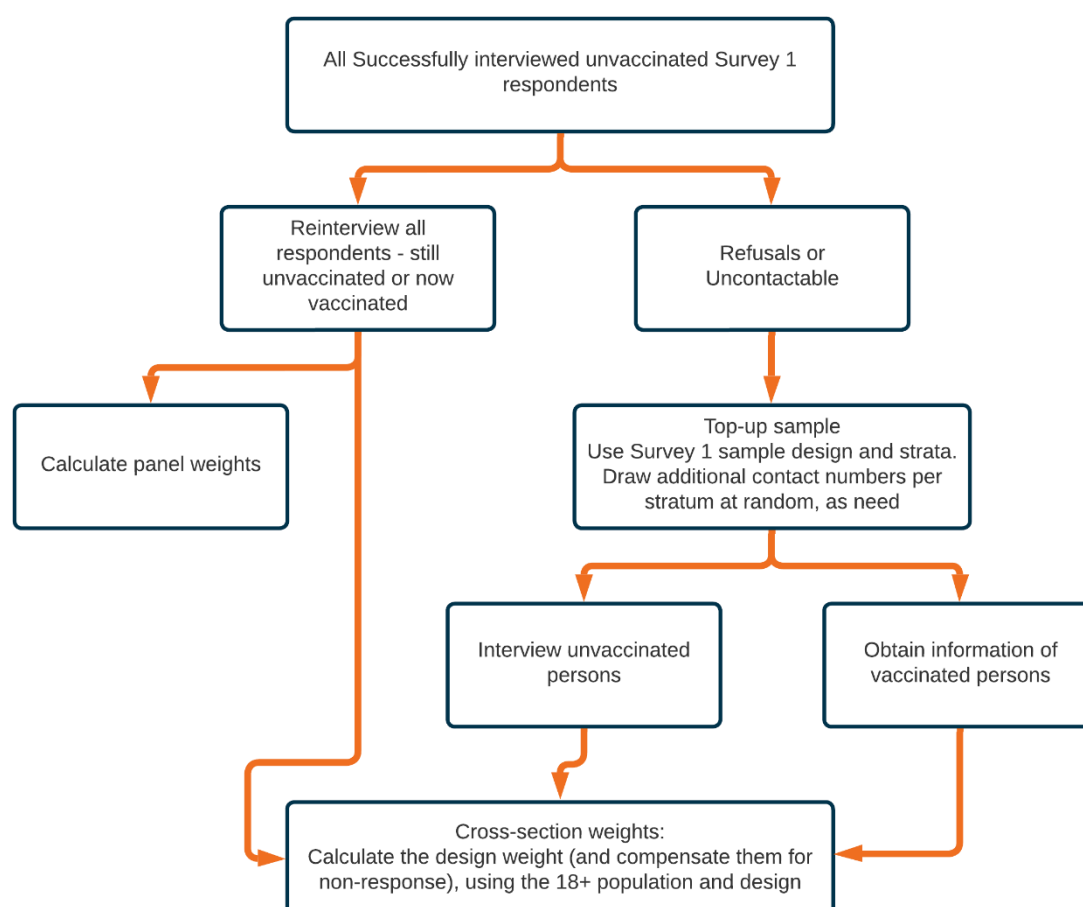 All Successfully interviewed unvaccinated Survey 1
respondents
Reinterview all
respondents - still
unvaccinated or now
vaccinated
Refusals or
Uncontactable
Calculate panel weights
Top-up sample
Use Survey 1 sample design and strata.
Draw additional contact numbers per
stratum at random, as need
Interview unvaccinated
persons
Obtain information of
vaccinated persons
Cross-section weights:
Calculate the design weight (and compensate them for
non-response), using the 18+ population and design